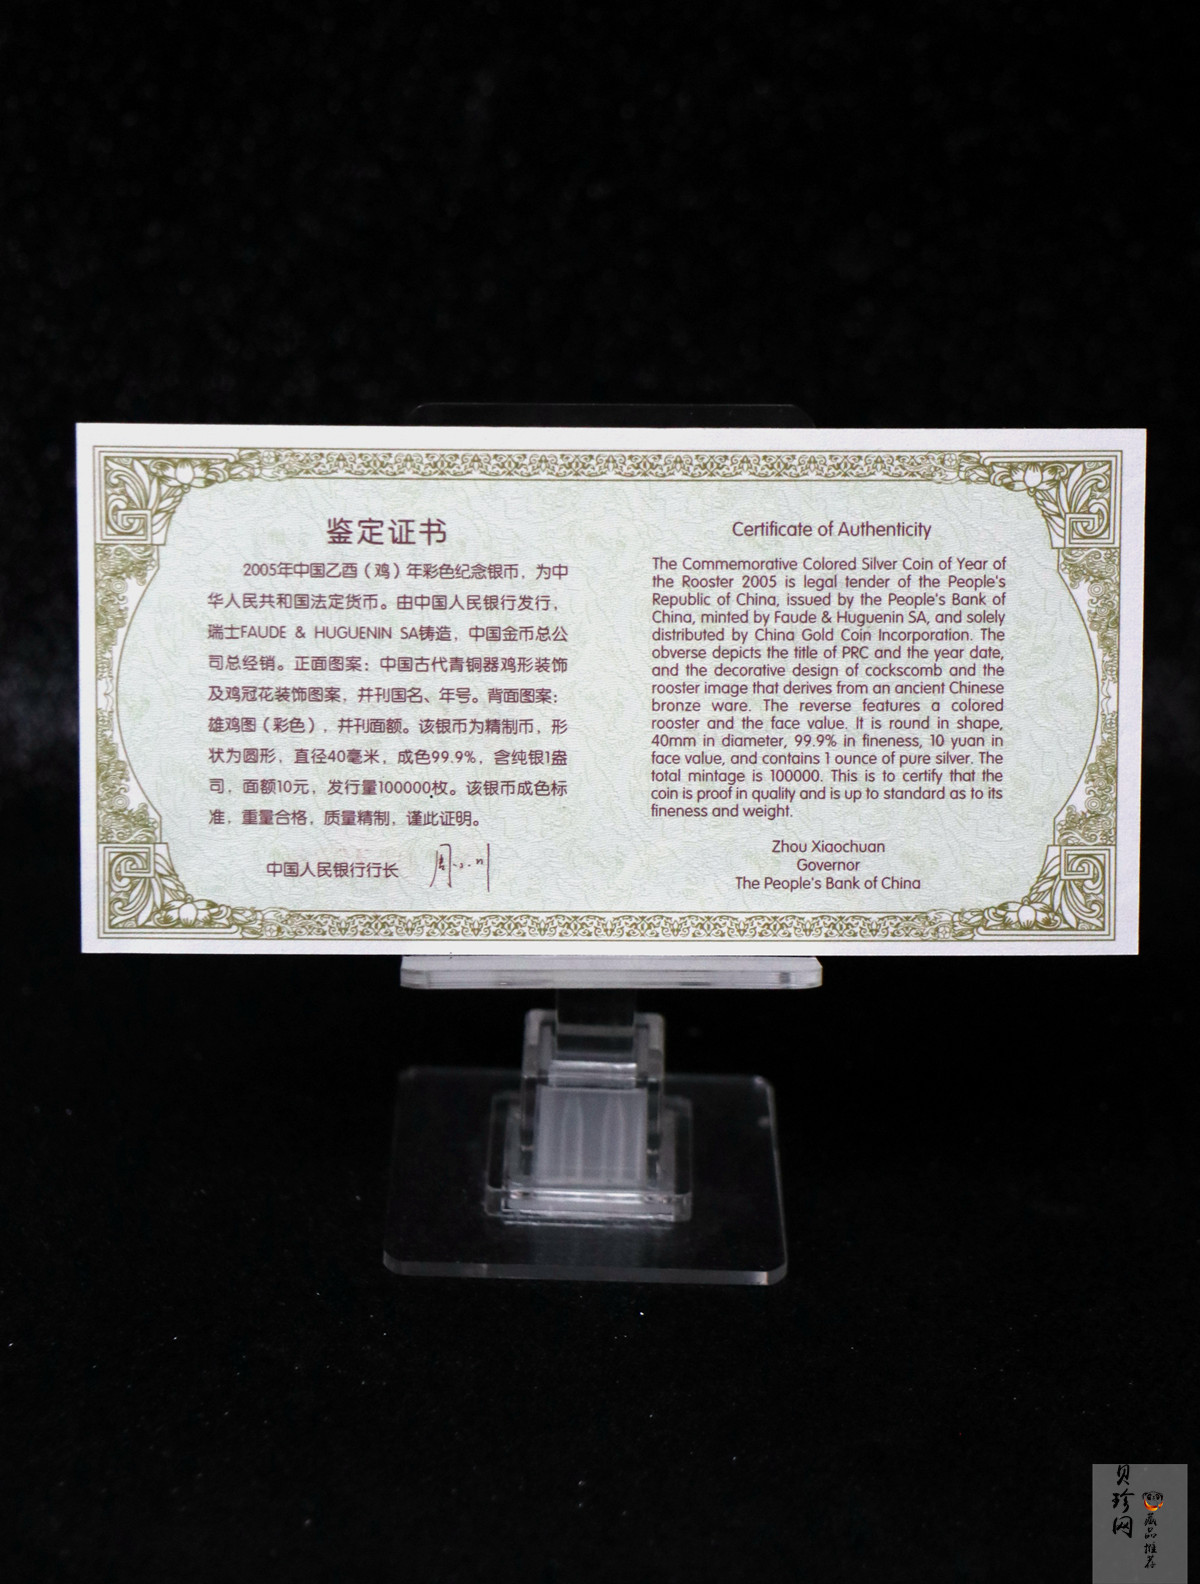 鉴定证书
2005年中国乙酉（鸡）年彩色纪念银币，为中
华人民共和国法定货币。由中国人民银行发行，
瑞士FAUDE & HUGUENIN SA铸造，中国金币总公
司总经销。正面图案：中国古代青铜器鸡形装饰
及鸡冠花装饰图案，并刊国名、年号。背面图案：
雄鸡图（彩色），并刊面额。该银币为精制币，形
状为圆形，直径40毫米，成色99.9%，含纯银1盎
司，面额10元，发行量100000枚。该银币成色标
准，重量合格，质量精制，谨此证明。
中国人民银行行长
Certificate of Authenticity
The Commemorative Colored Silver Coin of Year of
the Rooster 2005 is legal tender of the People's
Republic of China, issued by the People's Bank of
China, minted by Faude & Huguenin SA, and solely
distributed by China Gold Coin Incorporation. The
obverse depicts the title of PRC and the year date,
and the decorative design of cockscomb and the
rooster image that derives from an ancient Chinese
bronze ware. The reverse features a colored
rooster and the face value. It is round in shape,
40mm in diameter, 99.9% in fineness, 10 yuan in
face value, and contains 1 ounce of pure silver. The
total mintage is 100000. This is to certify that the
coin is proof in quality and is up to standard as to its
fineness and weight.
Zhou Xiaochuan
Governor
The People's Bank of China
贝珍网
藏品推荐